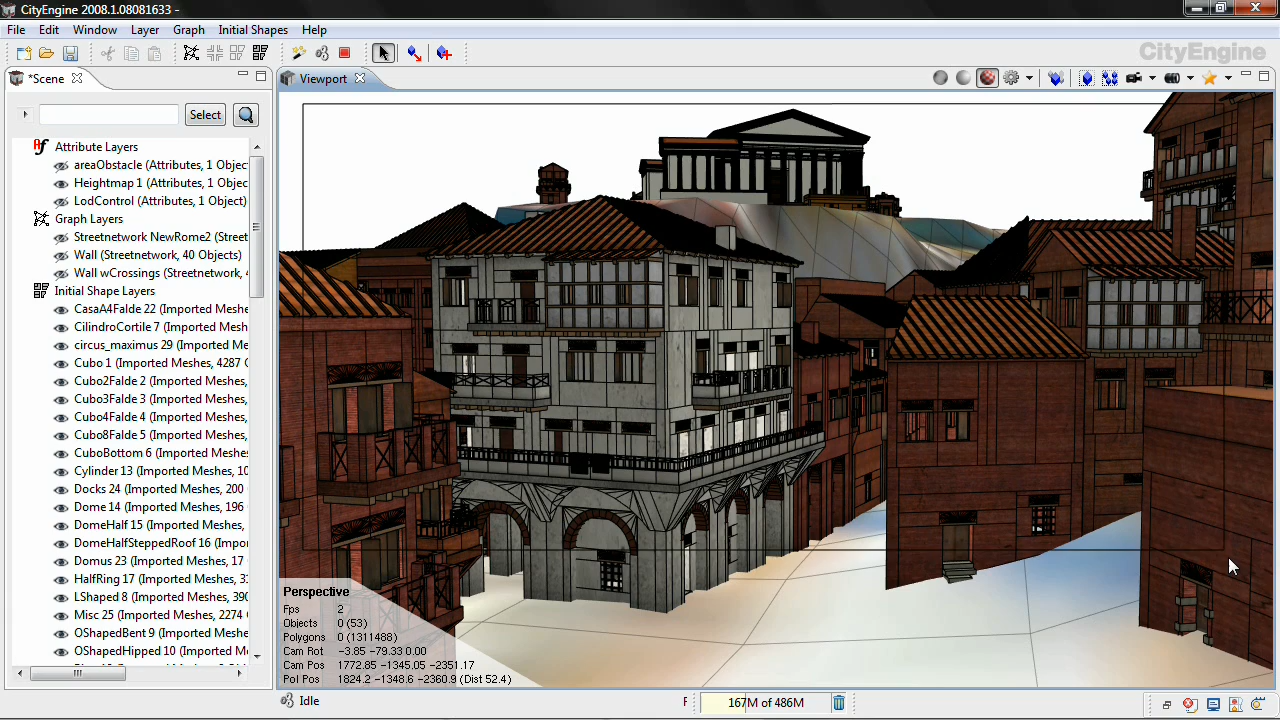 CityEngine 2008.1.08081633 -
File Edit Window Layer Graph Initial Shapes Help
CityEngine
*Scene
Viewport
Select
Attribute Layers
(Attributes, 1 Objec
Heightmap 1 (Attributes, 1 Objec
LodControl (Attributes, 1 Object)
Graph Layers
Streetnetwork NewRome2 (Street
Wall (Streetnetwork, 40 Objects)
Wall wCrossings (Streetnetwork, 4
Initial Shape Layers
CasaA4Falde 22 (Imported Meshe
CilindroCortile 7 (Imported Mesh
circus_maximus 29 (Imported Me
Cubo 1 (Imported Meshes, 4287 O
Cubo2Falde 2 (Imported Meshes,
Cubo3Falde 3 (Imported Meshes,
Cubo4Falde 4 (Imported Meshes,
Cubo8Falde 5 (Imported Meshes,
CuboBottom 6 (Imported Meshes,
Cylinder 13 (Imported Meshes, 10
Docks 24 (Imported Meshes, 200
Dome 14 (Imported Meshes, 196
DomeHalf 15 (Imported Meshes,
DomeHalfSteppedRoof 16 (Impor
Domus 23 (Imported Meshes, 17
HalfRing 17 (Imported Meshes, 32
LShaped 8 (Imported Meshes, 390
Misc 25 (Imported Meshes, 2274
OShapedBent 9 (Imported Meshe
OShapedHipped 10 (Imported M
Perspective
Fps 2
Objects 0 (53)
Polygons 0 (1311488)
Cam Rot -3.85 -79.33 0.00
Cam Pos 1772.85 -1345.05 -2351.17
PoI Pos 1824.2 -1348.6 -2360.9 (Dist 52.4)
Idle
167M of 486M